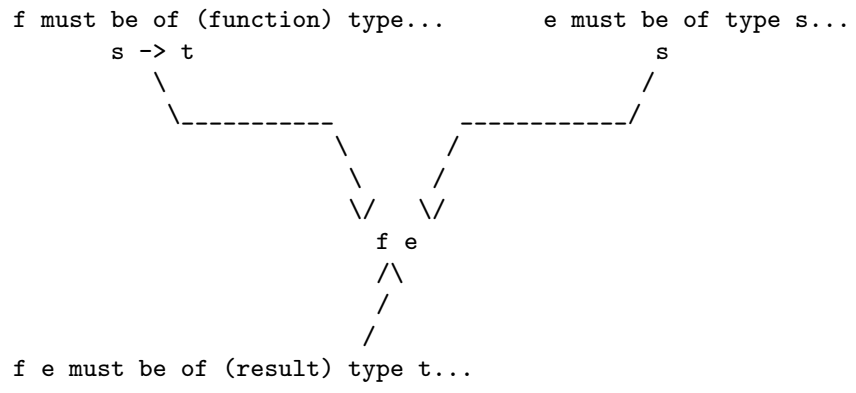 f must be of (function) type... e must be of type s...
s -> t s
f e
f e must be of (result) type t...